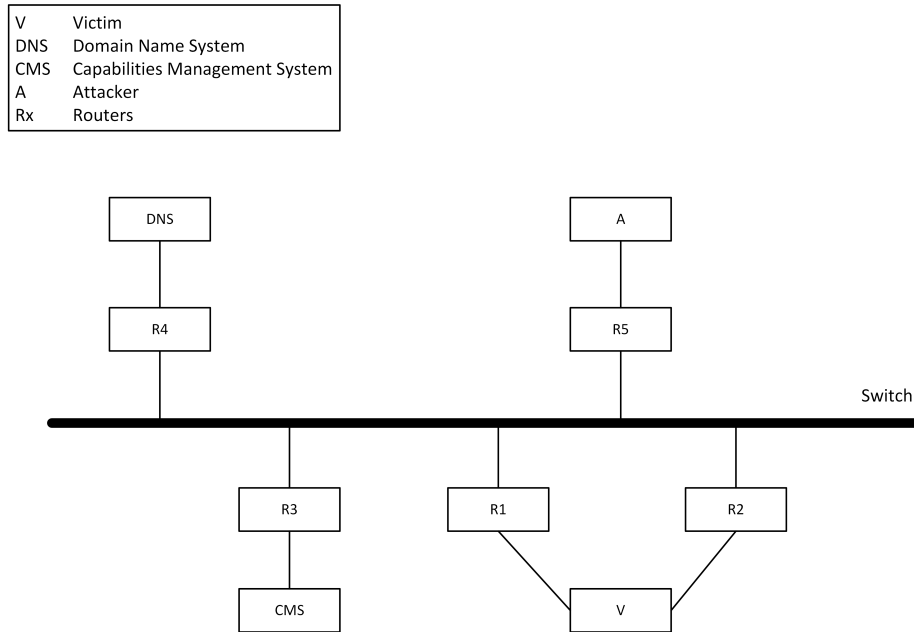 V Victim
DNS Domain Name System
CMS Capabilities Management System
A Attacker
Rx Routers
DNS
A
R4
R5
Switch
R3
R1
R2
CMS
V